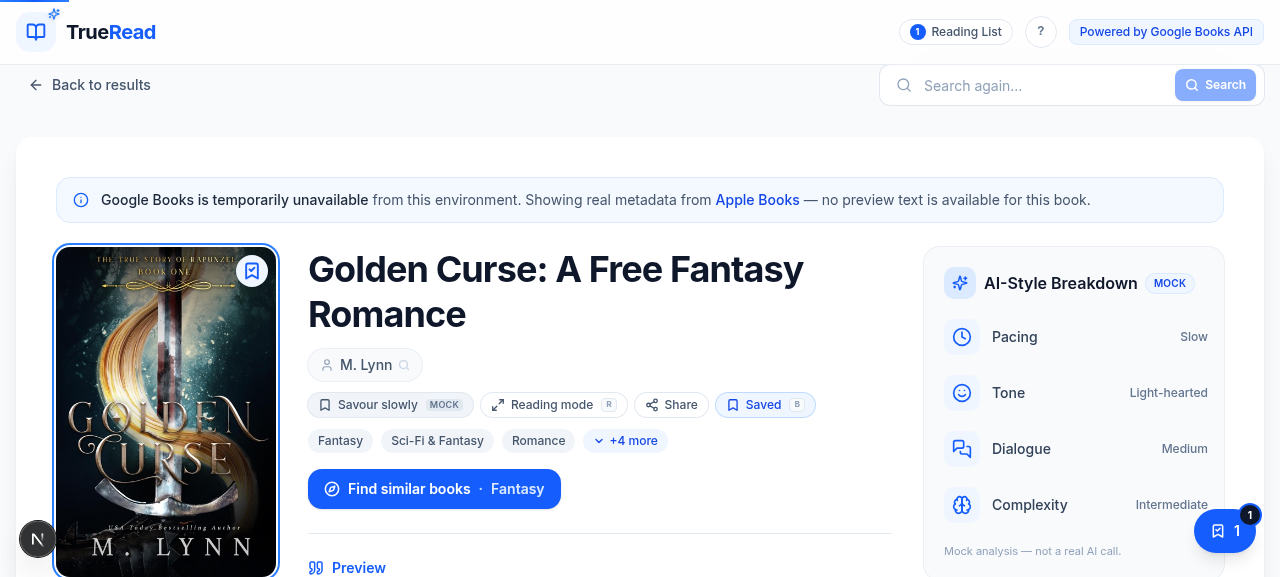 TrueRead
1 Reading List
?
Powered by Google Books API
Back to results
Search again...
Search
Google Books is temporarily unavailable from this environment. Showing real metadata from Apple Books — no preview text is available for this book.
THE TRUE STORY OF RAPUNZEL
BOOK ONE
GOLDEN
CURSE
USA Today Bestselling Author
M. LYNN
Golden Curse: A Free Fantasy
Romance
M. Lynn
Savour slowly MOCK
Reading mode R
Share
Saved B
Fantasy
Sci-Fi & Fantasy
Romance
+4 more
Find similar books · Fantasy
Preview
AI-Style Breakdown MOCK
Pacing Slow
Tone Light-hearted
Dialogue Medium
Complexity Intermediate
Mock analysis — not a real AI call.
1
1
N